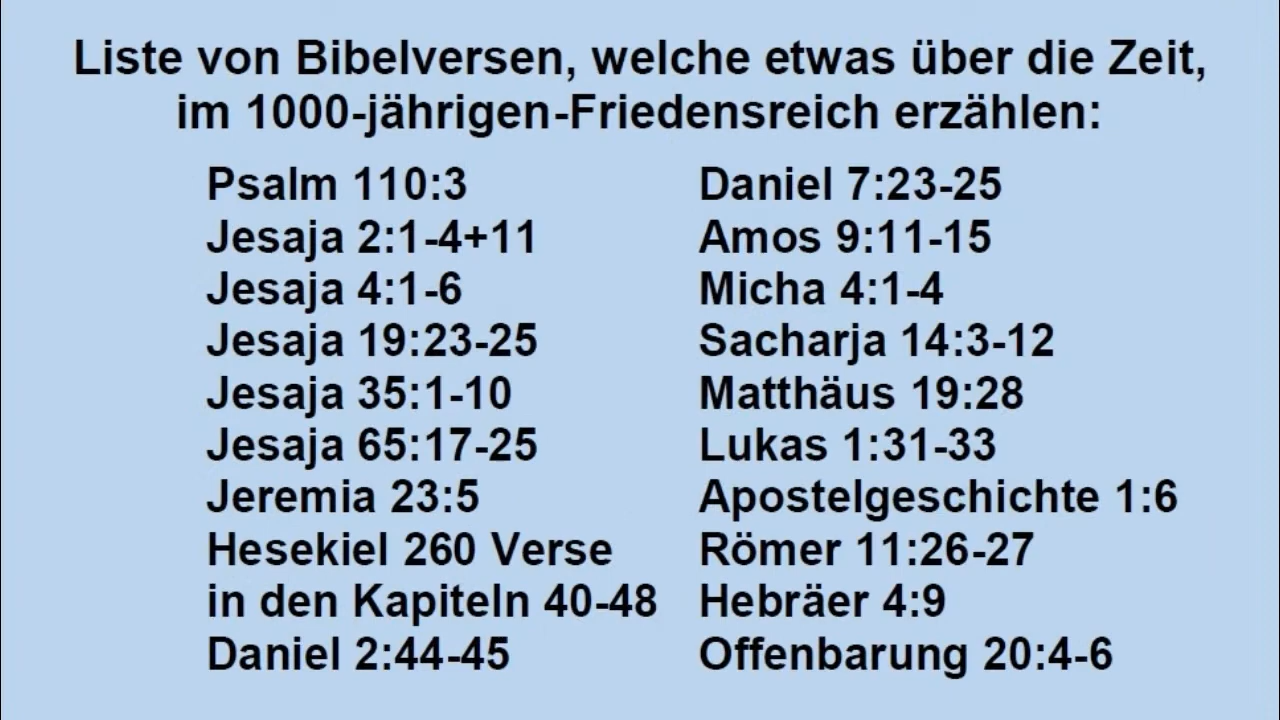 Liste von Bibelversen, welche etwas über die Zeit,
im 1000-jährigen-Friedensreich erzählen:
Psalm 110:3
Jesaja 2:1-4+11
Jesaja 4:1-6
Jesaja 19:23-25
Jesaja 35:1-10
Jesaja 65:17-25
Jeremia 23:5
Hesekiel 260 Verse
in den Kapiteln 40-48
Daniel 2:44-45
Daniel 7:23-25
Amos 9:11-15
Micha 4:1-4
Sacharja 14:3-12
Matthäus 19:28
Lukas 1:31-33
Apostelgeschichte 1:6
Römer 11:26-27
Hebräer 4:9
Offenbarung 20:4-6